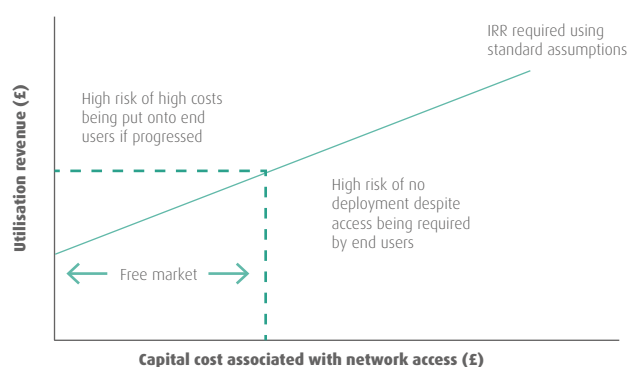 IRR required using
standard assumptions
High risk of high costs
being put onto end
users if progressed
High risk of no
deployment despite
access being required
by end users
Free market
Utilisation revenue (£)
Capital cost associated with network access (£)